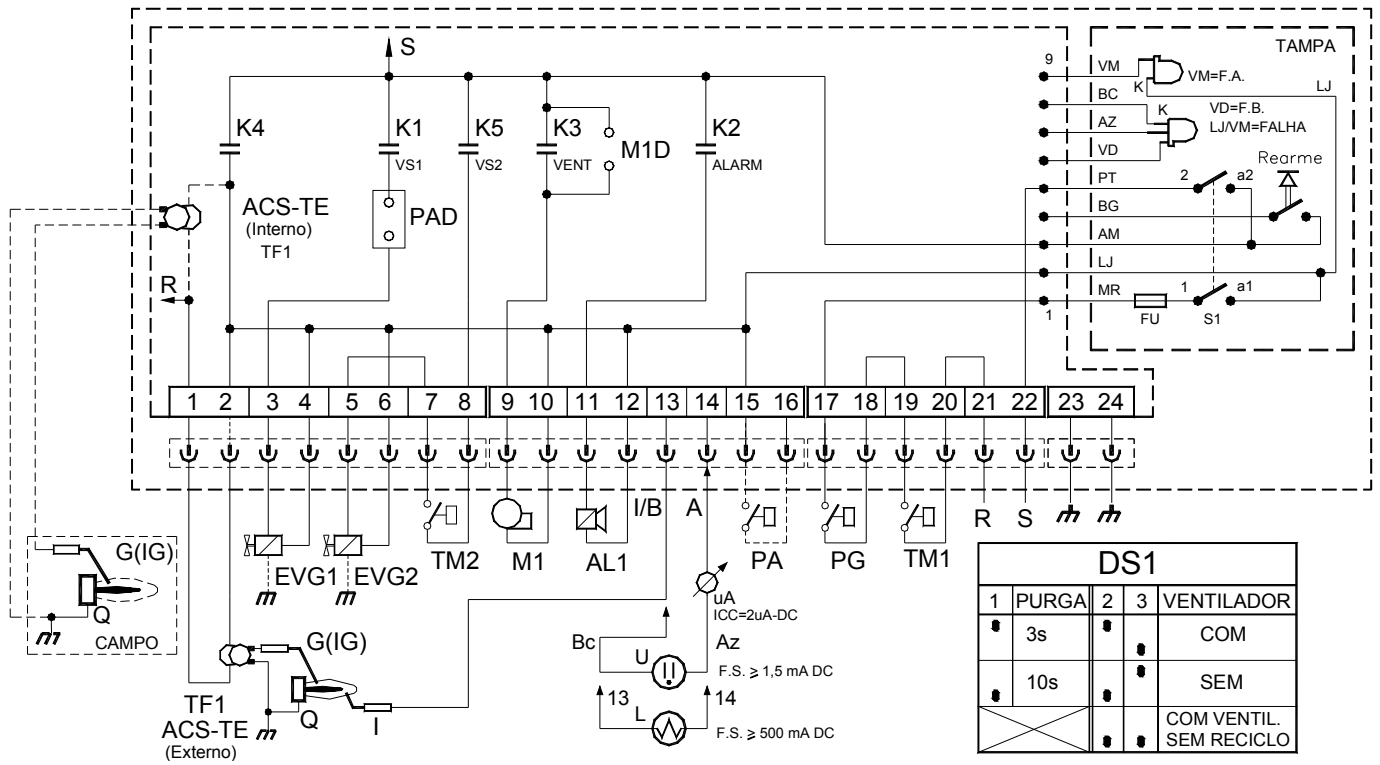 S
TAMPA
9
VM
VM=F.A.
K
LJ
BC
K
VD=F.B.
LJ/VM=FALHA
AZ
VD
Rearme
PT
2
a2
BG
AM
LJ
MR
1
a1
1
FU
S1
K4
K1
VS1
K5
VS2
K3
VENT
M1D
K2
ALARM
ACS-TE
(Interno)
TF1
PAD
R
1 2 3 4 5 6 7 8 9 10 11 12 13 14 15 16 17 18 19 20 21 22 23 24
I/B
A
R
S
EVG1
EVG2
TM2
M1
AL1
PA
PG
TM1
G(IG)
Q
CAMPO
uA
ICC=2uA-DC
Bc
Az
U
F.S. ≥ 1,5 mA DC
13
14
L
F.S. ≥ 500 mA DC
G(IG)
Q
I
TF1
ACS-TE
(Externo)
DS1
1 PURGA 2 3 VENTILADOR
3s COM
10s SEM
COM VENTIL.
SEM RECICLO